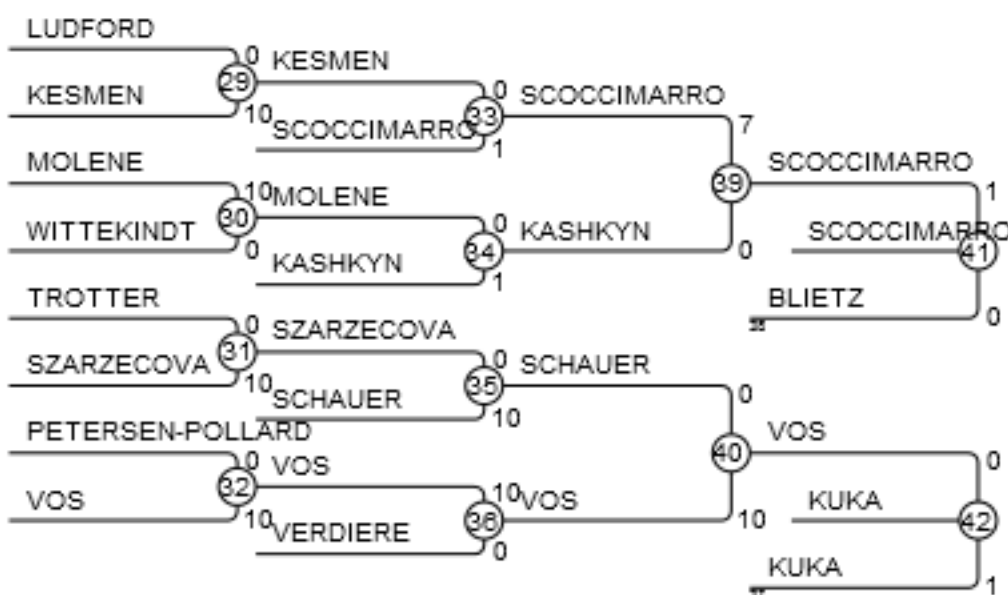 LUDFORD
0
29
KESMEN
10
KESMEN
0
33
SCOCCIMARRO
1
SCOCCIMARRO
7
MOLENE
10
30
WITTEKINDT
0
MOLENE
0
34
KASHKYN
1
KASHKYN
0
39
SCOCCIMARRO
1
SCOCCIMARRO
41
BLIETZ
0
TROTTER
0
31
SZARZECOVA
10
SZARZECOVA
0
35
SCHAUER
10
SCHAUER
0
PETERSEN-POLLARD
0
32
VOS
10
VOS
10
36
VERDIERE
0
VOS
10
40
VOS
0
KUKA
42
KUKA
1